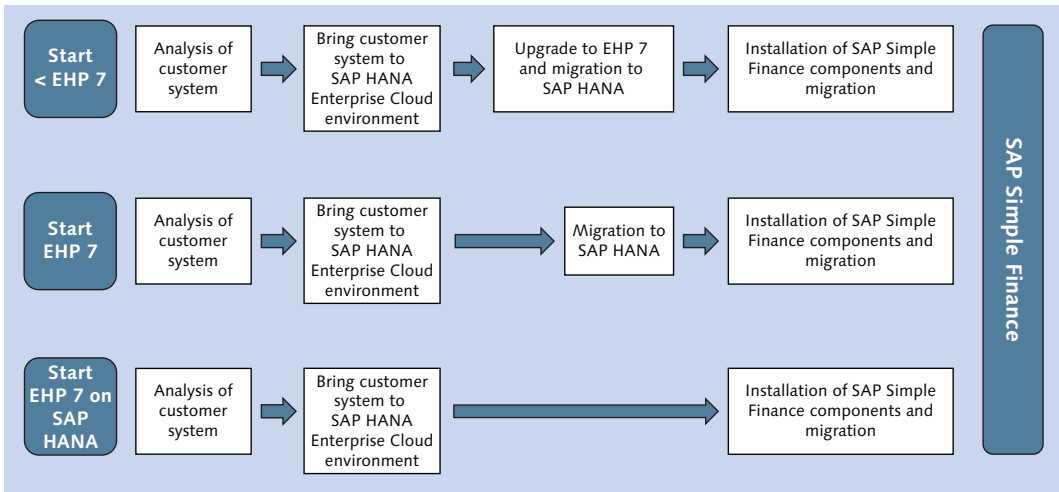 Start
< EHP 7
Analysis of
customer
system
Bring customer
system to
SAP HANA
Enterprise Cloud
environment
Upgrade to EHP 7
and migration to
SAP HANA
Installation of SAP Simple
Finance components and
migration
Start
EHP 7
Analysis of
customer
system
Bring customer
system to
SAP HANA
Enterprise Cloud
environment
Migration to
SAP HANA
Installation of SAP Simple
Finance components and
migration
Start
EHP 7 on
SAP
HANA
Analysis of
customer
system
Bring customer
system to
SAP HANA
Enterprise Cloud
environment
Installation of SAP Simple
Finance components and
migration
SAP Simple Finance